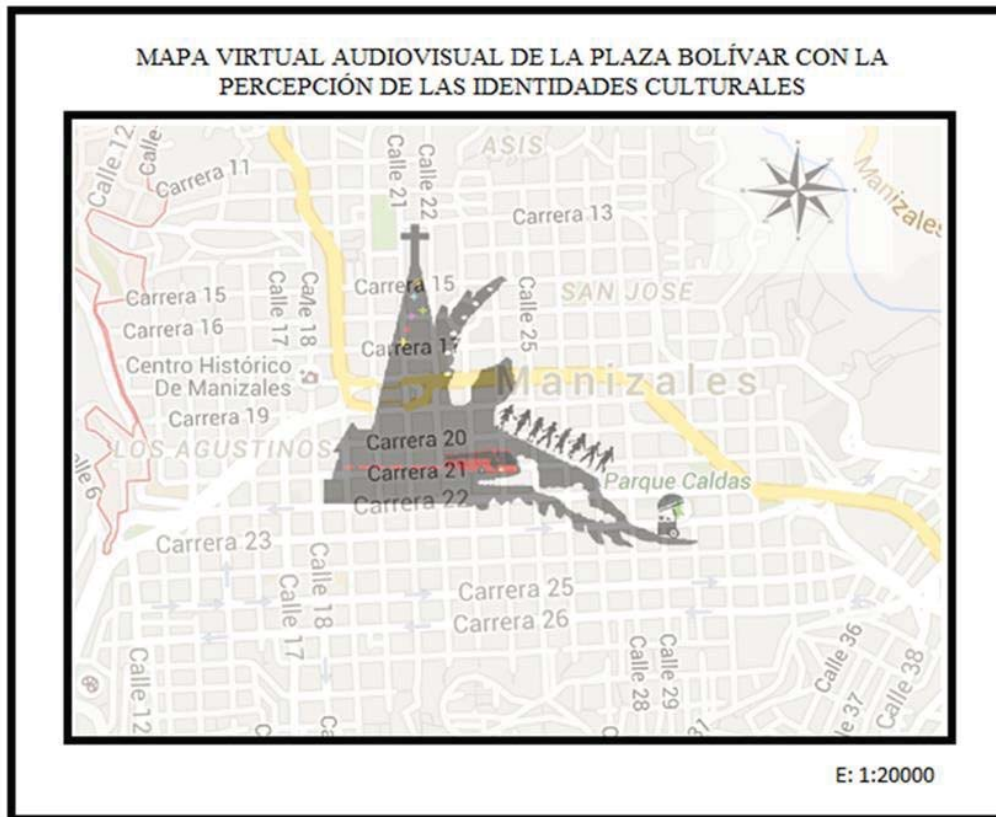 MAPA VIRTUAL AUDIOVISUAL DE LA PLAZA BOLÍVAR CON LA
PERCEPCIÓN DE LAS IDENTIDADES CULTURALES
Calle 12
Calle
Carrera 11
Calle 21
Calle 22
ASIS
Carrera 13
Manizales
Carrera 15
Calle 17
Calle 18
Carrera 15
Calle 25
SAN JOSE
Carrera 16
Carrera 17
Centro Histórico
De Manizales
Manizales
Carrera 19
LOS AGUSTINOS
Carrera 20
Carrera 21
Carrera 22
Parque Caldas
Carrera 23
Calle 18
Calle 17
Carrera 25
Carrera 26
Calle 12
Calle 28
Calle 29
Calle 36
Calle 37
Calle 38
E: 1:20000